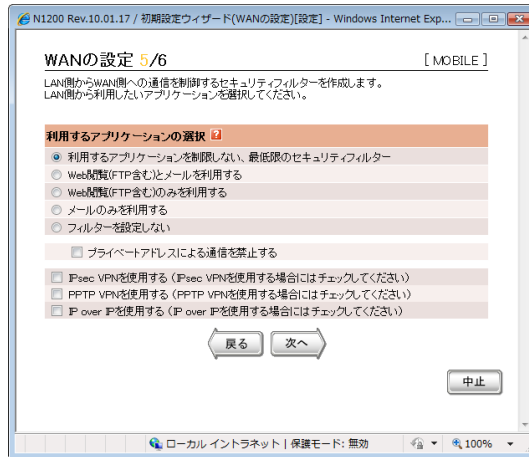 N1200 Rev.10.01.17 / 初期設定ウィザード(WANの設定)[設定] - Windows Internet Exp...
WANの設定 5/6 [ MOBILE ]
LAN側からWAN側への通信を制御するセキュリティフィルターを作成します。
LAN側から利用したいアプリケーションを選択してください。
利用するアプリケーションの選択 ?
利用するアプリケーションを制限しない、最低限のセキュリティフィルター
Web閲覧(FTP含む)とメールを利用する
Web閲覧(FTP含む)のみを利用する
メールのみを利用する
フィルターを設定しない
プライベートアドレスによる通信を禁止する
IPsec VPNを使用する (IPsec VPNを使用する場合にはチェックしてください)
PPTP VPNを使用する (PPTP VPNを使用する場合にはチェックしてください)
IP over IPを使用する (IP over IPを使用する場合にはチェックしてください)
戻る 次へ
中止
ローカル イントラネット | 保護モード: 無効 100%